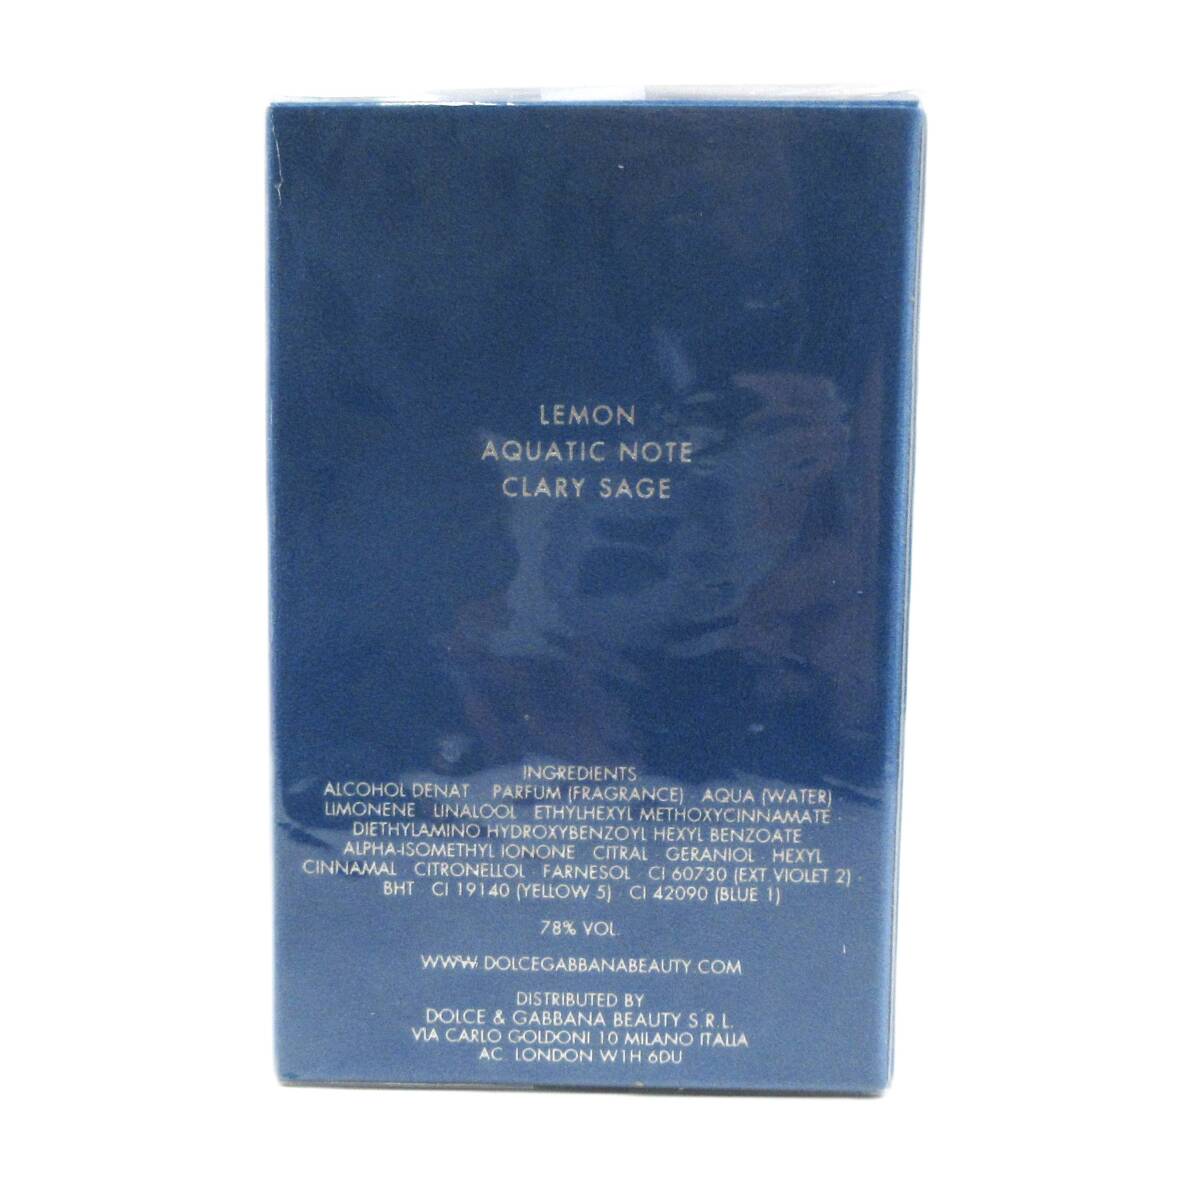 LEMON
AQUATIC NOTE
CLARY SAGE
INGREDIENTS
ALCOHOL DENAT PARFUM (FRAGRANCE) AQUA (WATER) ·
LIMONENE LINALOOL ETHYLHEXYL METHOXYCINNAMATE ·
DIETHYLAMINO HYDROXYBENZOYL HEXYL BENZOATE ·
ALPHA-ISOMETHYL IONONE CITRAL · GERANIOL · HEXYL
CINNAMAL CITRONELLOL FARNESOL · CI 60730 (EXT VIOLET 2) ·
BHT CI 19140 (YELLOW 5) · CI 42090 (BLUE 1)
78% VOL.
WWW.DOLCEGABBANABEAUTY.COM
DISTRIBUTED BY
DOLCE & GABBANA BEAUTY S.R.L.
VIA CARLO GOLDONI 10 MILANO ITALIA
AC LONDON W1H 6DU